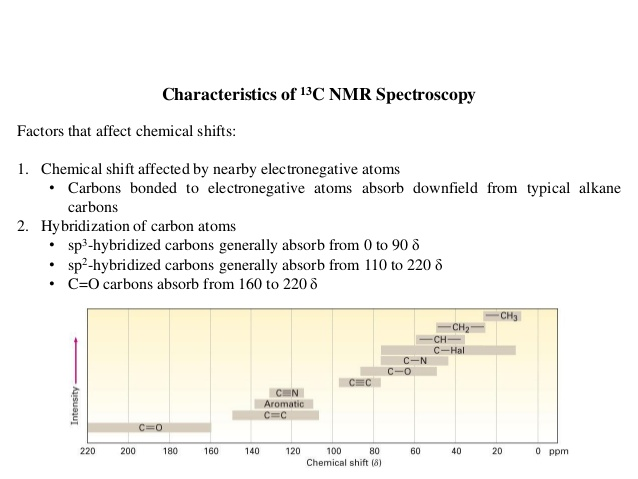 Characteristics of ¹³C NMR Spectroscopy
Factors that affect chemical shifts:
1. Chemical shift affected by nearby electronegative atoms
• Carbons bonded to electronegative atoms absorb downfield from typical alkane
carbons
2. Hybridization of carbon atoms
• sp³-hybridized carbons generally absorb from 0 to 90 δ
• sp²-hybridized carbons generally absorb from 110 to 220 δ
• C=O carbons absorb from 160 to 220 δ
—CH₃
—CH₂—
—CH—
C—Hal
C—N
C—O
C≡C
C≡N
Aromatic
C=C
C=O
Intensity
220 200 180 160 140 120 100 80 60 40 20 0 ppm
Chemical shift (δ)